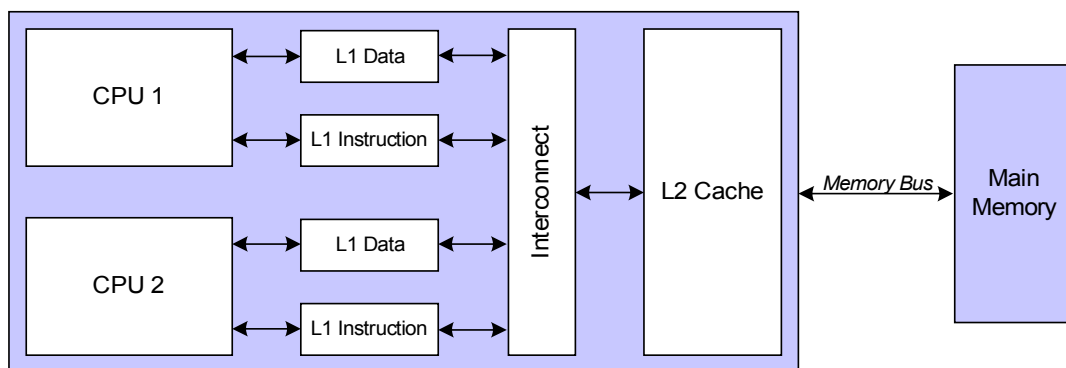 CPU 1
L1 Data
L1 Instruction
CPU 2
L1 Data
L1 Instruction
Interconnect
L2 Cache
Memory Bus
Main
Memory